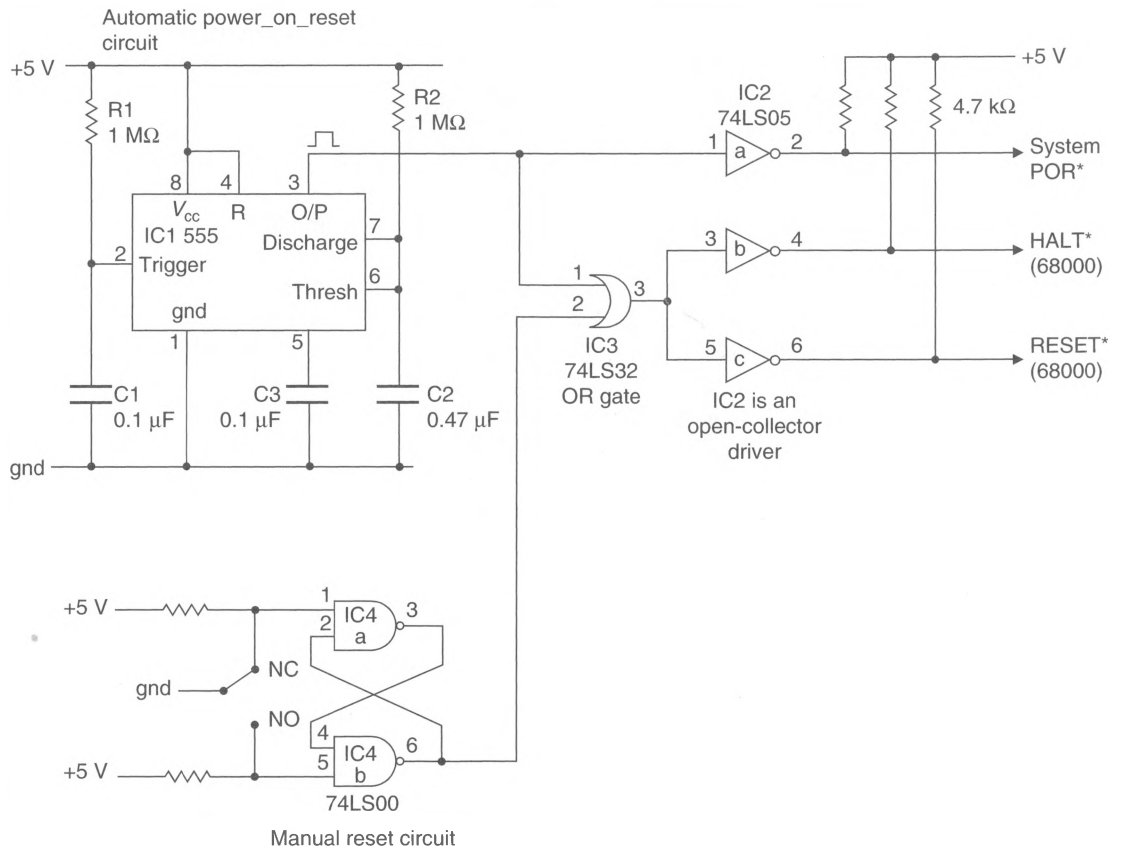 Automatic power_on_reset
circuit
+5 V
R1
1 MΩ
R2
1 MΩ
8
4
3
V_cc
R
O/P
IC1 555
7
Discharge
2
Trigger
6
Thresh
gnd
1
5
C1
0.1 μF
C3
0.1 μF
C2
0.47 μF
gnd
IC2
74LS05
1
a
2
+5 V
4.7 kΩ
System
POR*
3
b
4
HALT*
(68000)
1
2
3
IC3
74LS32
OR gate
5
c
6
RESET*
(68000)
IC2 is an
open-collector
driver
+5 V
1
2
IC4
a
3
NC
gnd
NO
4
5
IC4
b
6
+5 V
74LS00
Manual reset circuit